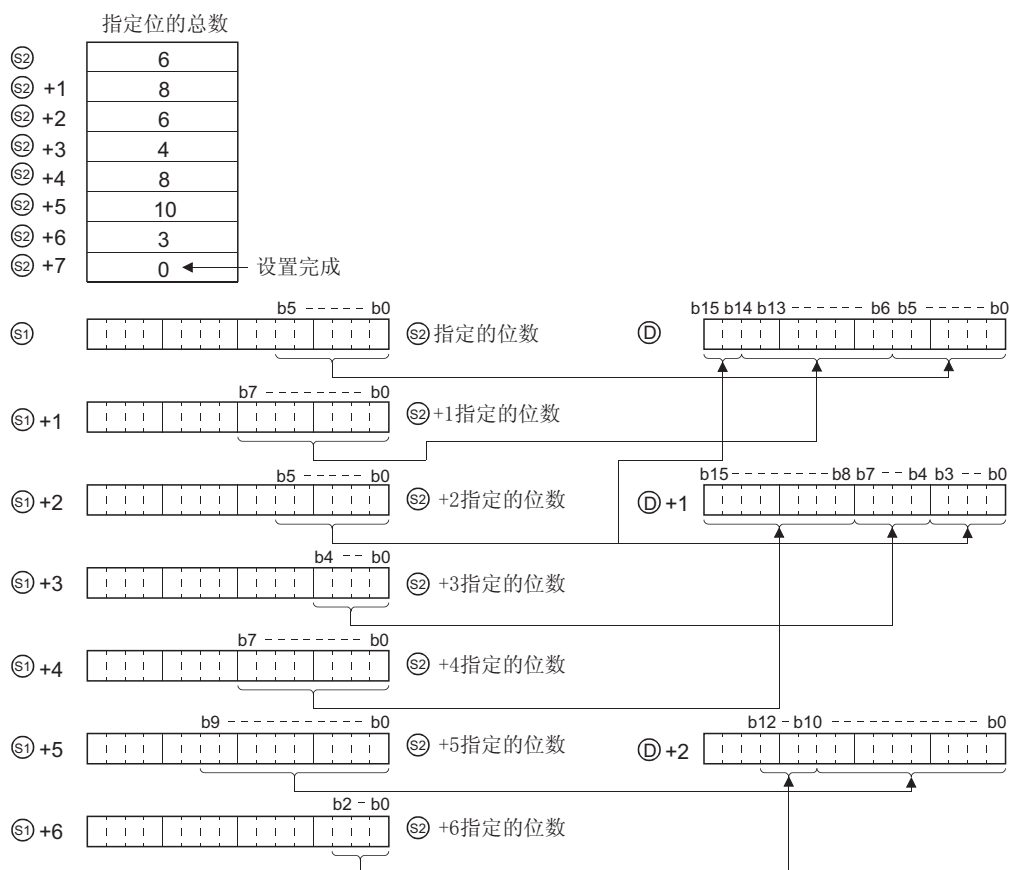 指定位的总数
S2 6
S2 +1 8
S2 +2 6
S2 +3 4
S2 +4 8
S2 +5 10
S2 +6 3
S2 +7 0 设置完成
b5 - - - - - b0
b15 b14 b13 - - - - - - - b6 b5 - - - - - b0
S1 S2 指定的位数 D
b7 - - - - - - - - b0
S1 +1 S2 +1指定的位数
b5 - - - - - b0
b15 - - - - - - - - - b8 b7 - - b4 b3 - - b0
S1 +2 S2 +2指定的位数 D +1
b4 - - b0
S1 +3 S2 +3指定的位数
b7 - - - - - - - - b0
S1 +4 S2 +4指定的位数
b9 - - - - - - - - - - - b0
b12 - b10 - - - - - - - - - - - b0
S1 +5 S2 +5指定的位数 D +2
b2 - b0
S1 +6 S2 +6指定的位数